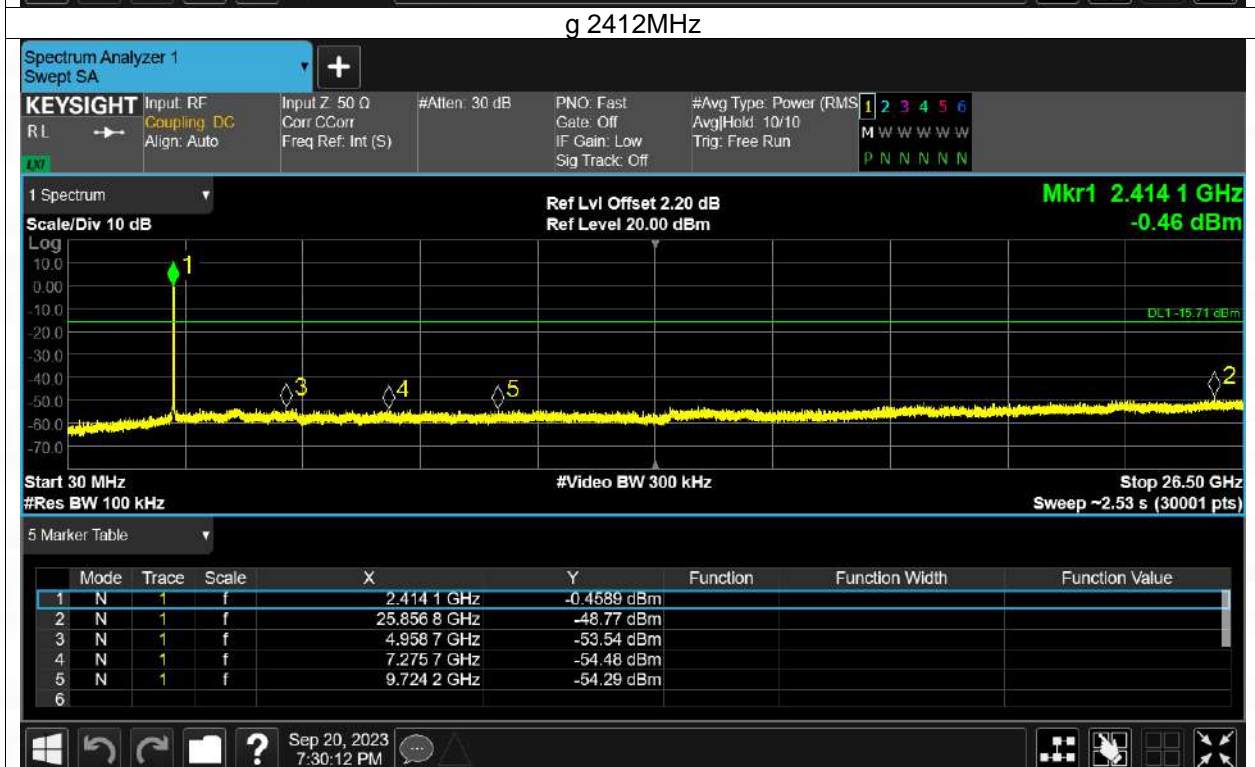 g 2412MHz
Spectrum Analyzer 1
Swept SA
+
KEYSIGHT Input: RF Input Z: 50 Ω #Atten: 30 dB PNO: Fast #Avg Type: Power (RMS 1 2 3 4 5 6
RL Coupling: DC Corr CCorr Gate: Off Avg|Hold: 10/10 M W W W W W
Align: Auto Freq Ref: Int (S) IF Gain: Low Trig: Free Run
LXI Sig Track: Off P N N N N N
1 Spectrum Ref Lvl Offset 2.20 dB Mkr1 2.414 1 GHz
Scale/Div 10 dB Ref Level 20.00 dBm -0.46 dBm
Log
10.0
0.00
-10.0
-20.0
-30.0
-40.0
-50.0
-60.0
-70.0
1
DL1 -15.71 dBm
3 4 5 2
Start 30 MHz #Video BW 300 kHz Stop 26.50 GHz
#Res BW 100 kHz Sweep ~2.53 s (30001 pts)
5 Marker Table
Mode Trace Scale X Y Function Function Width Function Value
1 N 1 f 2.414 1 GHz -0.4589 dBm
2 N 1 f 25.856 8 GHz -48.77 dBm
3 N 1 f 4.958 7 GHz -53.54 dBm
4 N 1 f 7.275 7 GHz -54.48 dBm
5 N 1 f 9.724 2 GHz -54.29 dBm
6
? Sep 20, 2023
7:30:12 PM